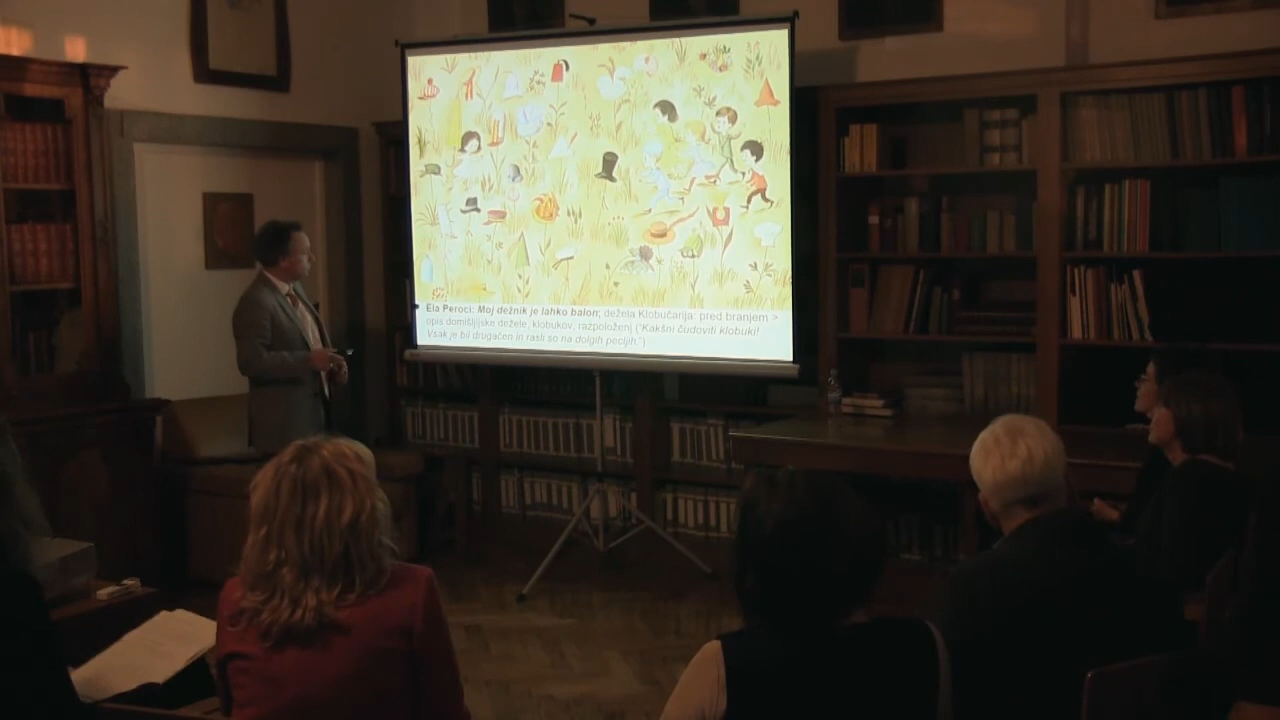 Ela Peroci: Moj dežnik je lahko balon; dežela Klobučarija: pred branjem >
opis domišljijske dežele, klobukov, razpoloženj ("Kakšni čudoviti klobuki!
Vsak je bil drugačen in rasli so na dolgih pecljih.")